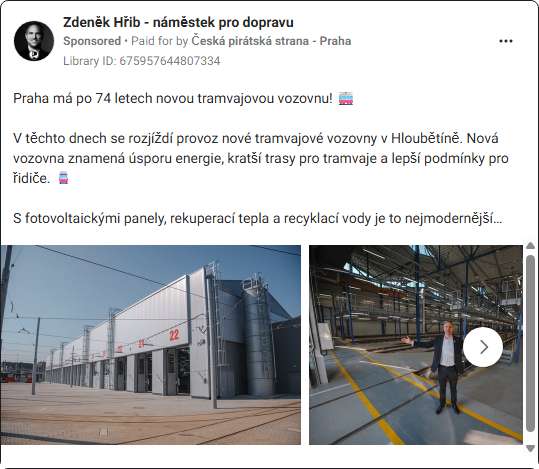 Zdeněk Hřib - náměstek pro dopravu
Sponsored • Paid for by Česká pirátská strana - Praha
Library ID: 675957644807334
Praha má po 74 letech novou tramvajovou vozovnu! 🚋
V těchto dnech se rozjíždí provoz nové tramvajové vozovny v Hloubětíně. Nová
vozovna znamená úsporu energie, kratší trasy pro tramvaje a lepší podmínky pro
řidiče. 🚊
S fotovoltaickými panely, rekuperací tepla a recyklací vody je to nejmodernější...
21 22